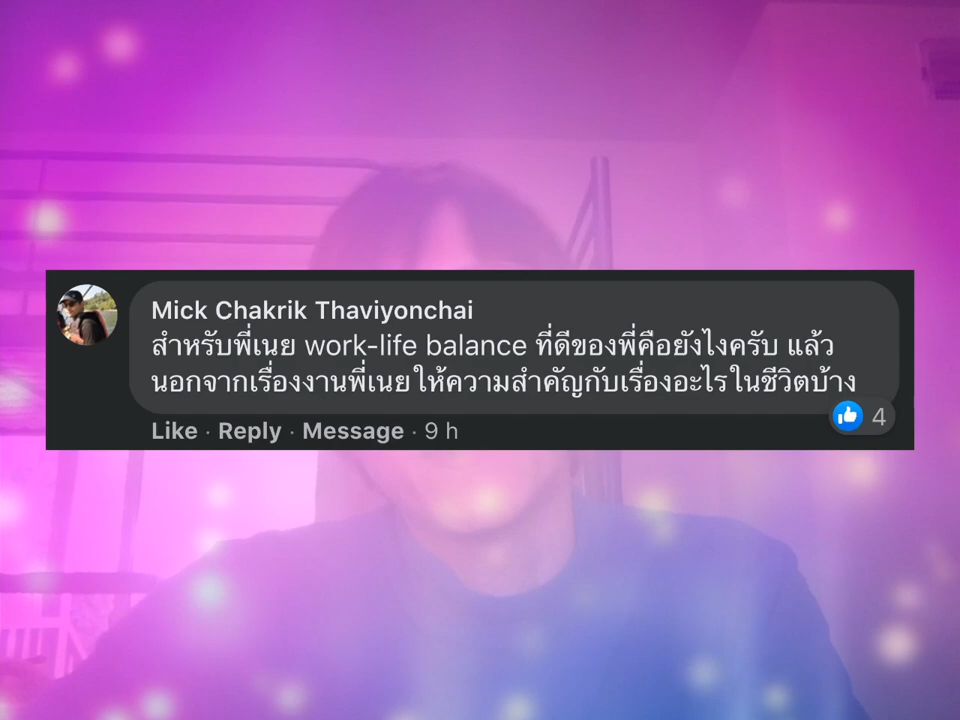 Mick Chakrik Thaviyonchai
สำหรับพี่เนย work-life balance ที่ดีของพี่คือยังไงครับ แล้ว
นอกจากเรื่องงานพี่เนยให้ความสำคัญกับเรื่องอะไรในชีวิตบ้าง
4
Like · Reply · Message · 9 h